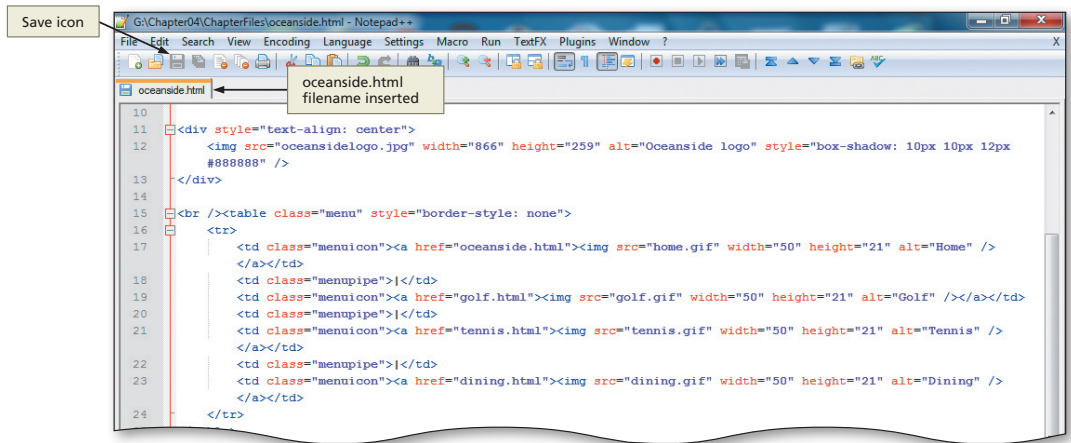 Save icon
G:\Chapter04\ChapterFiles\oceanside.html - Notepad++
File Edit Search View Encoding Language Settings Macro Run TextFX Plugins Window ? X
oceanside.html
oceanside.html
filename inserted
10
11 <div style="text-align: center">
12 <img src="oceansidelogo.jpg" width="866" height="259" alt="Oceanside logo" style="box-shadow: 10px 10px 12px
#888888" />
13 </div>
14
15 <br /><table class="menu" style="border-style: none">
16 <tr>
17 <td class="menuicon"><a href="oceanside.html"><img src="home.gif" width="50" height="21" alt="Home" />
</a></td>
18 <td class="menupipe">|</td>
19 <td class="menuicon"><a href="golf.html"><img src="golf.gif" width="50" height="21" alt="Golf" /></a></td>
20 <td class="menupipe">|</td>
21 <td class="menuicon"><a href="tennis.html"><img src="tennis.gif" width="50" height="21" alt="Tennis" />
</a></td>
22 <td class="menupipe">|</td>
23 <td class="menuicon"><a href="dining.html"><img src="dining.gif" width="50" height="21" alt="Dining" />
</a></td>
24 </tr>